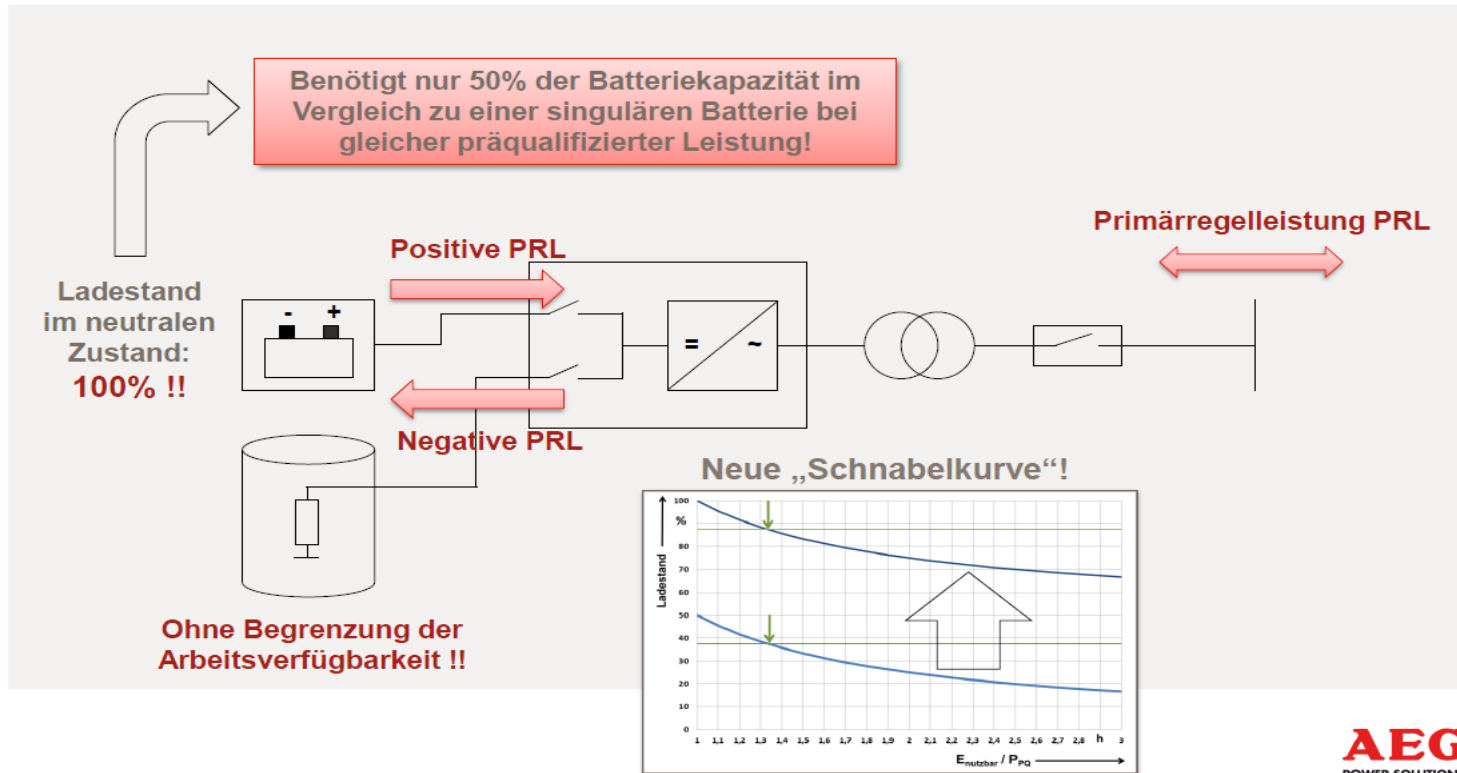 Benötigt nur 50% der Batteriekapazität im
Vergleich zu einer singulären Batterie bei
gleicher präqualifizierter Leistung!
Primärregelleistung PRL
Positive PRL
Ladestand
im neutralen
Zustand:
100% !!
- +
= ~
Negative PRL
Ohne Begrenzung der
Arbeitsverfügbarkeit !!
Neue „Schnabelkurve“!
Ladestand
100
%
80
70
60
50
40
30
20
10
0
1 1,1 1,2 1,3 1,4 1,5 1,6 1,7 1,8 1,9 2 2,1 2,2 2,3 2,4 2,5 2,6 2,7 2,8 h 3
Enutzbar / PPQ
AEG
POWER SOLUTION